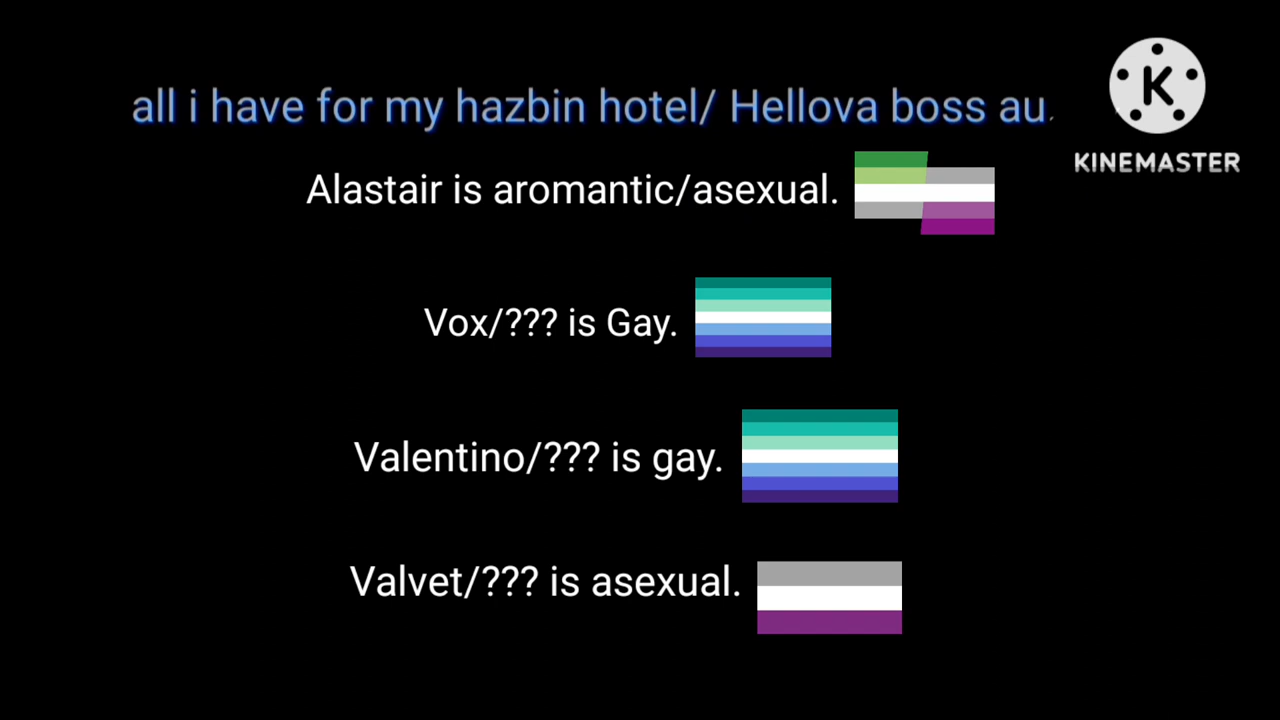 all i have for my hazbin hotel/ Hellova boss au.
K
KINEMASTER
Alastair is aromantic/asexual.
Vox/??? is Gay.
Valentino/??? is gay.
Valvet/??? is asexual.